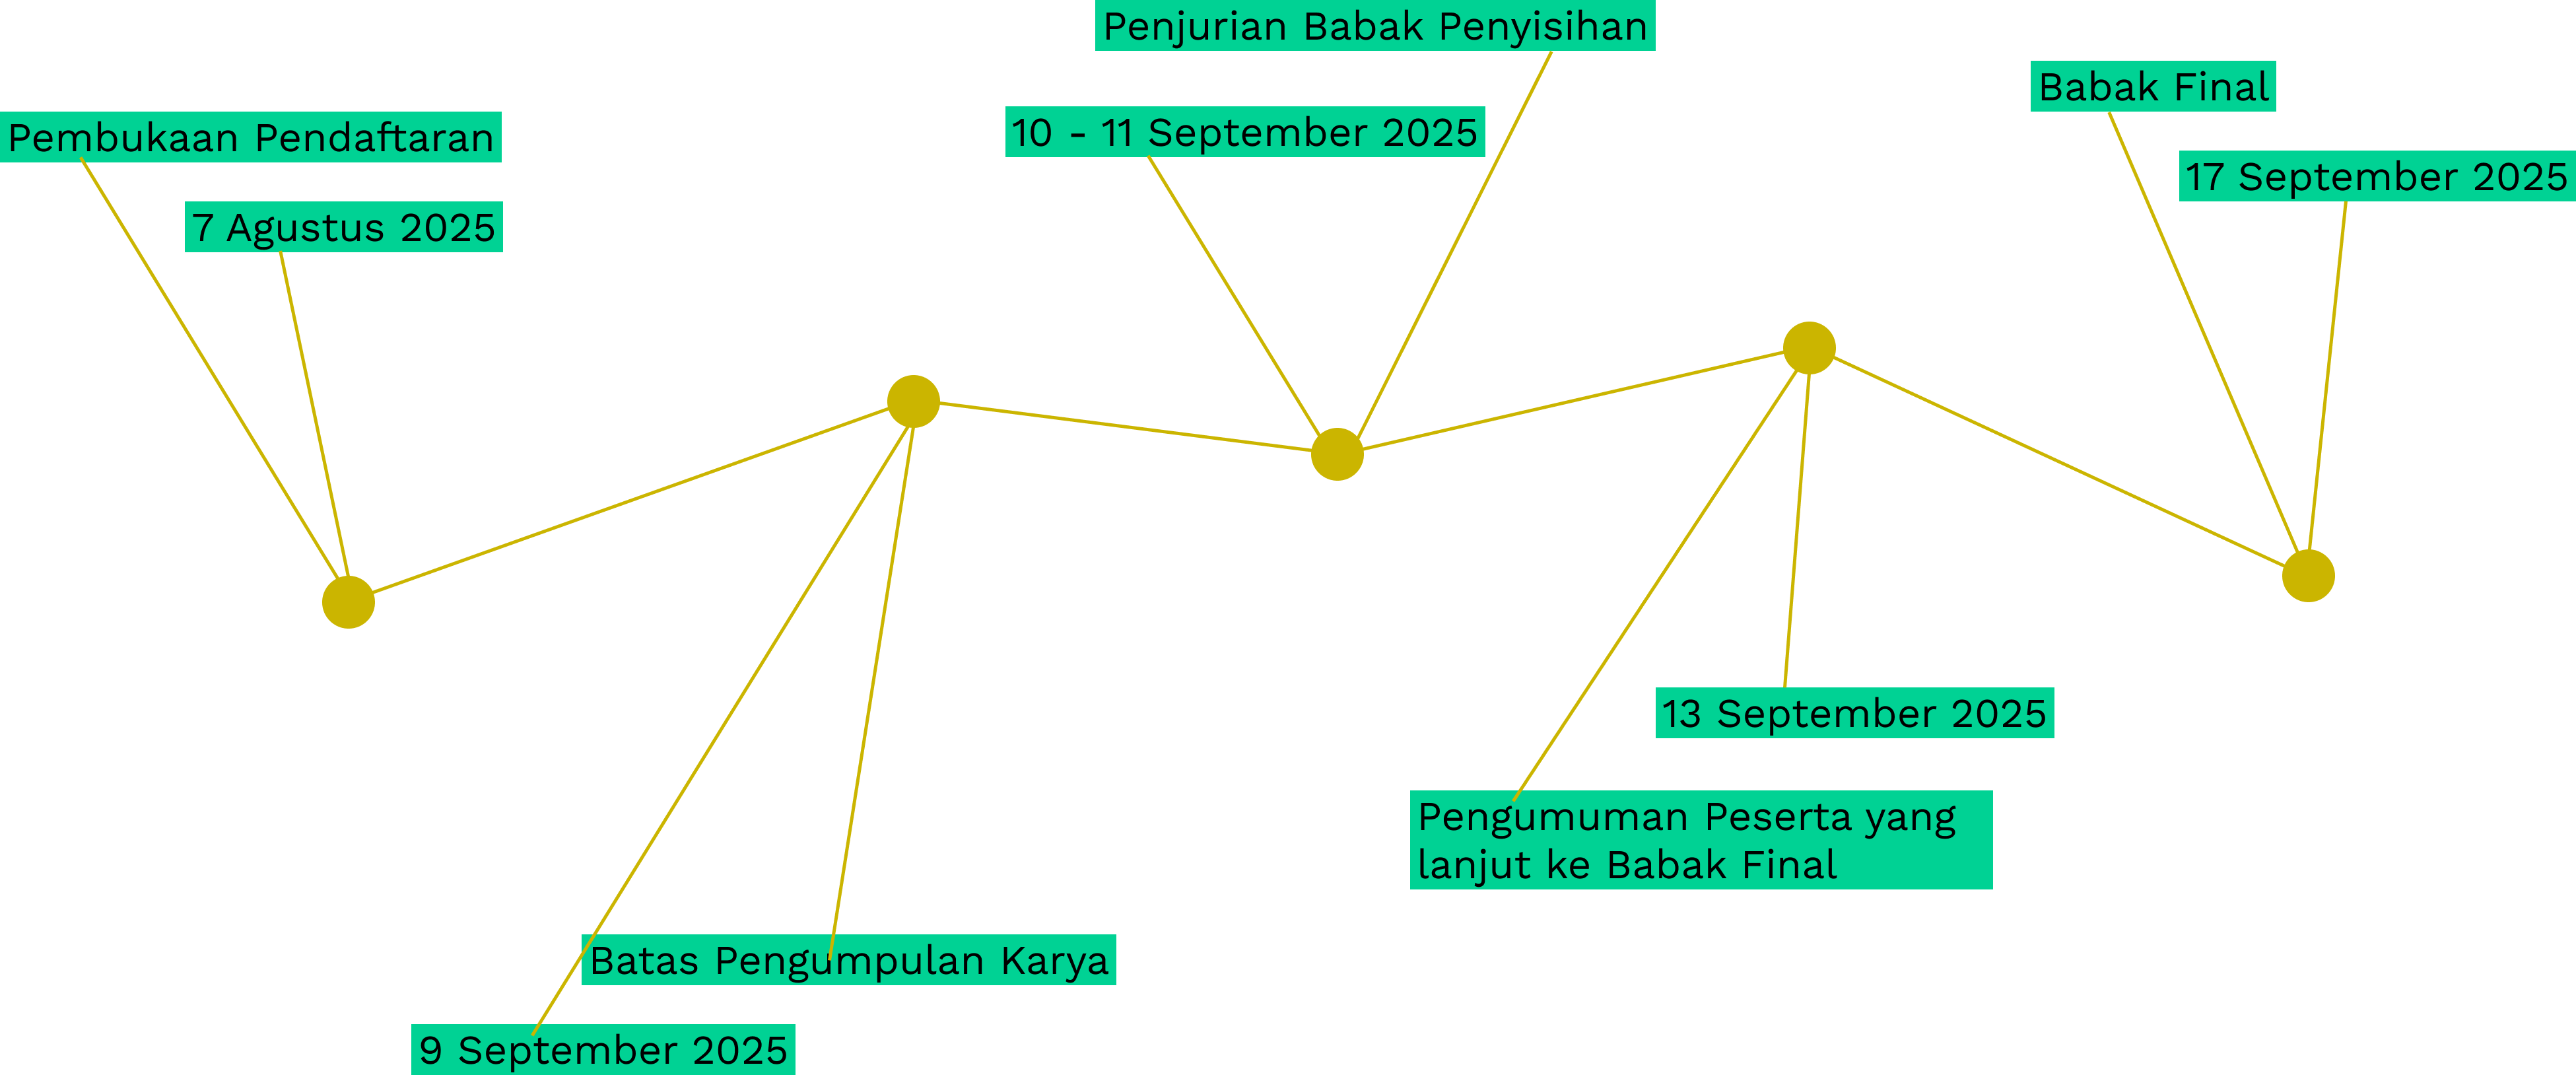 Pembukaan Pendaftaran
7 Agustus 2025
Batas Pengumpulan Karya
9 September 2025
Penjurian Babak Penyisihan
10 - 11 September 2025
13 September 2025
Pengumuman Peserta yang
lanjut ke Babak Final
Babak Final
17 September 2025